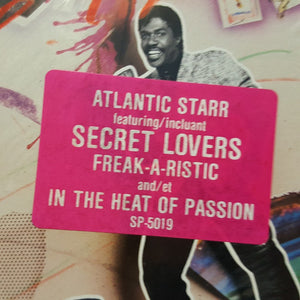 ATLANTIC STARR
featuring/incluant
SECRET LOVERS
FREAK-A-RISTIC
and/et
IN THE HEAT OF PASSION
SP-5019